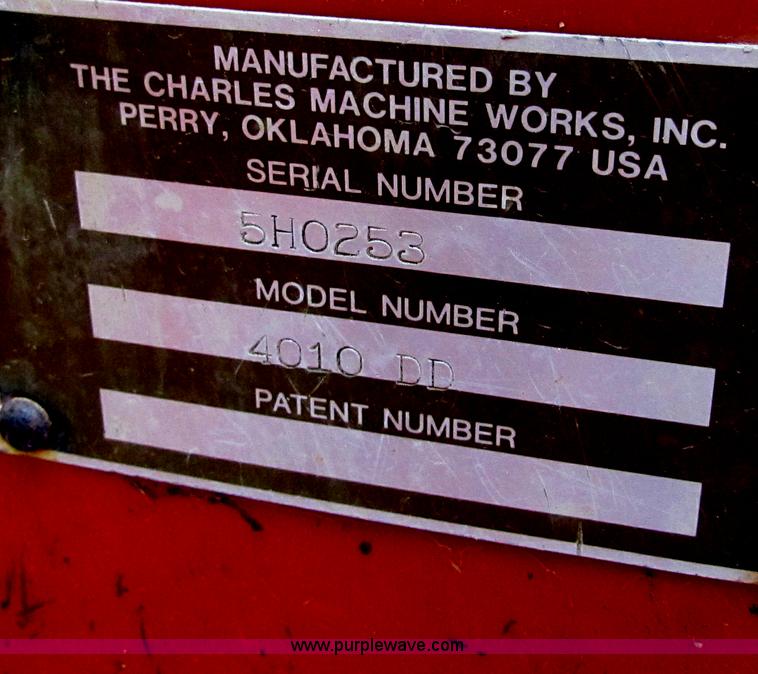 MANUFACTURED BY
THE CHARLES MACHINE WORKS, INC.
PERRY, OKLAHOMA 73077 USA
SERIAL NUMBER
5H0253
MODEL NUMBER
4010 DD
PATENT NUMBER
www.purplewave.com